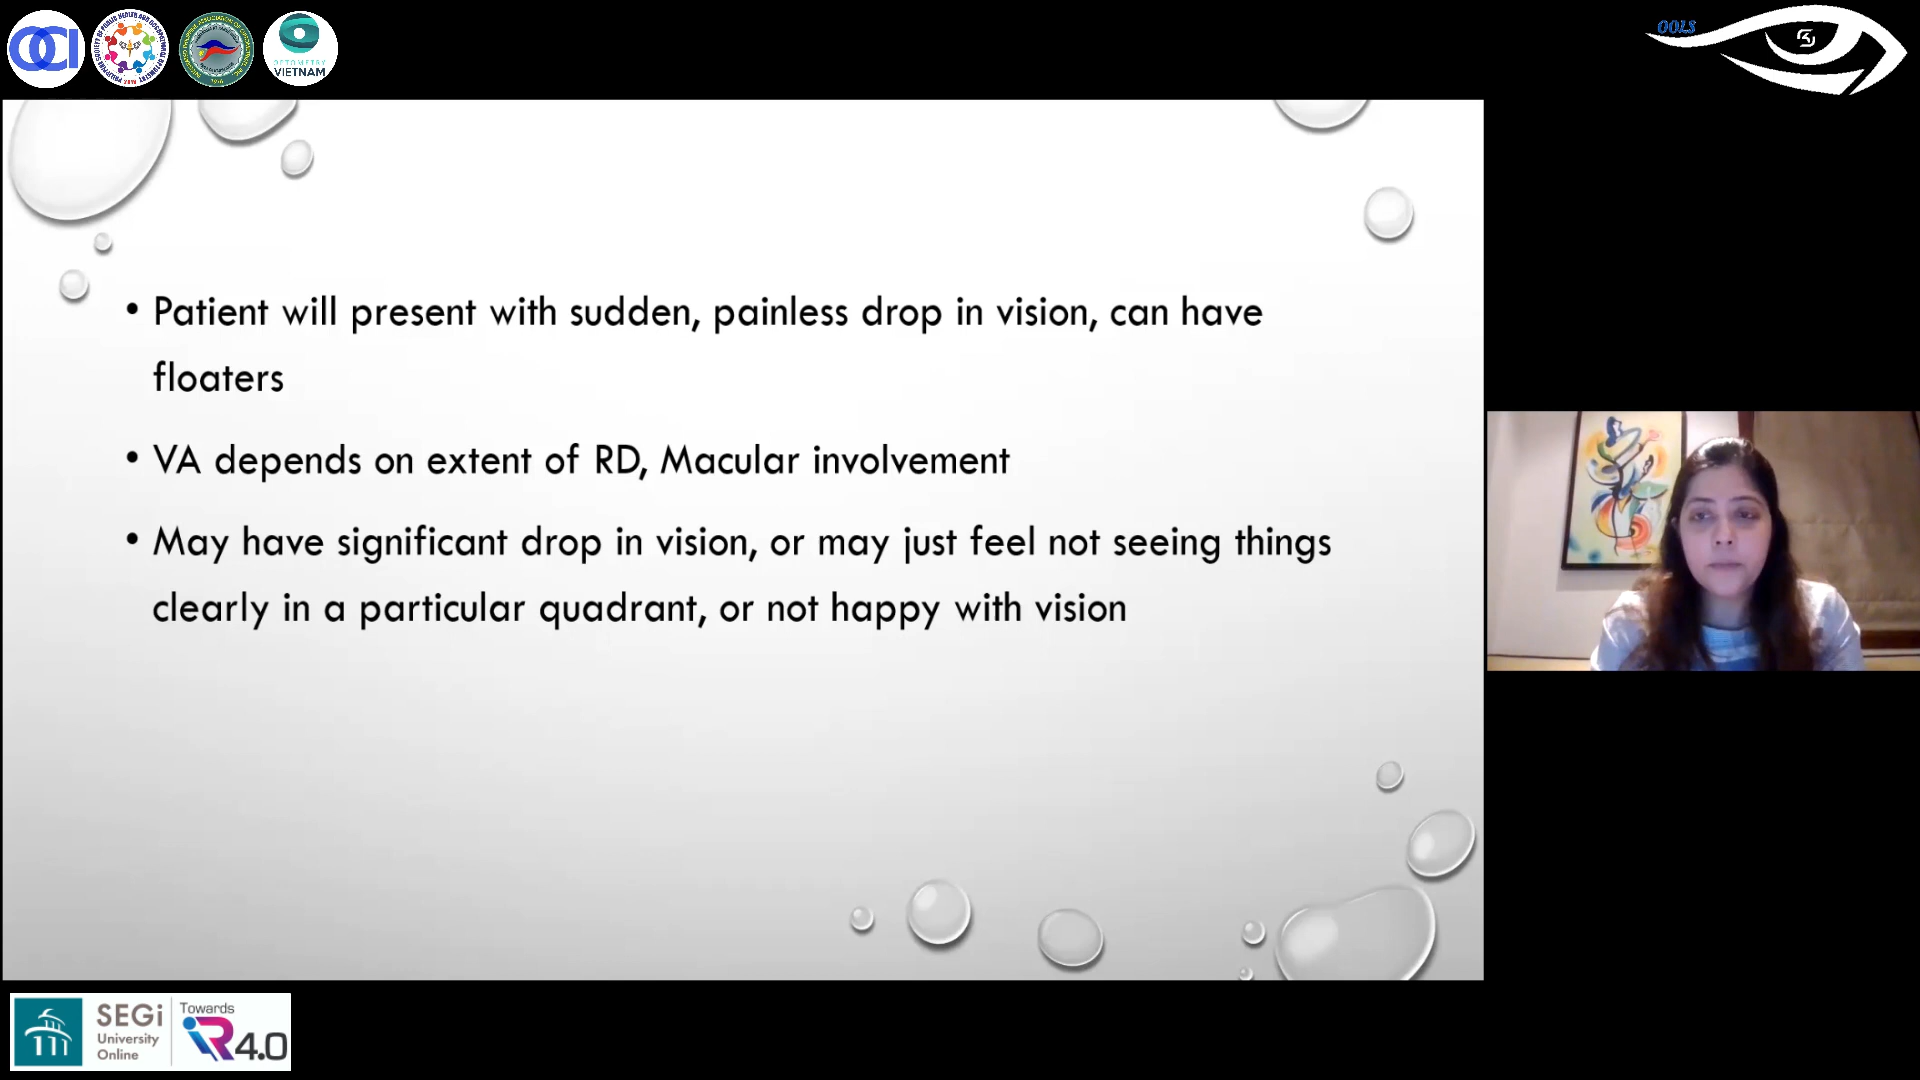 OCI
OPTOMETRY
VIETNAM
OOLS
• Patient will present with sudden, painless drop in vision, can have
floaters
• VA depends on extent of RD, Macular involvement
• May have significant drop in vision, or may just feel not seeing things
clearly in a particular quadrant, or not happy with vision
SEGi
University
Online
Towards
iR4.0